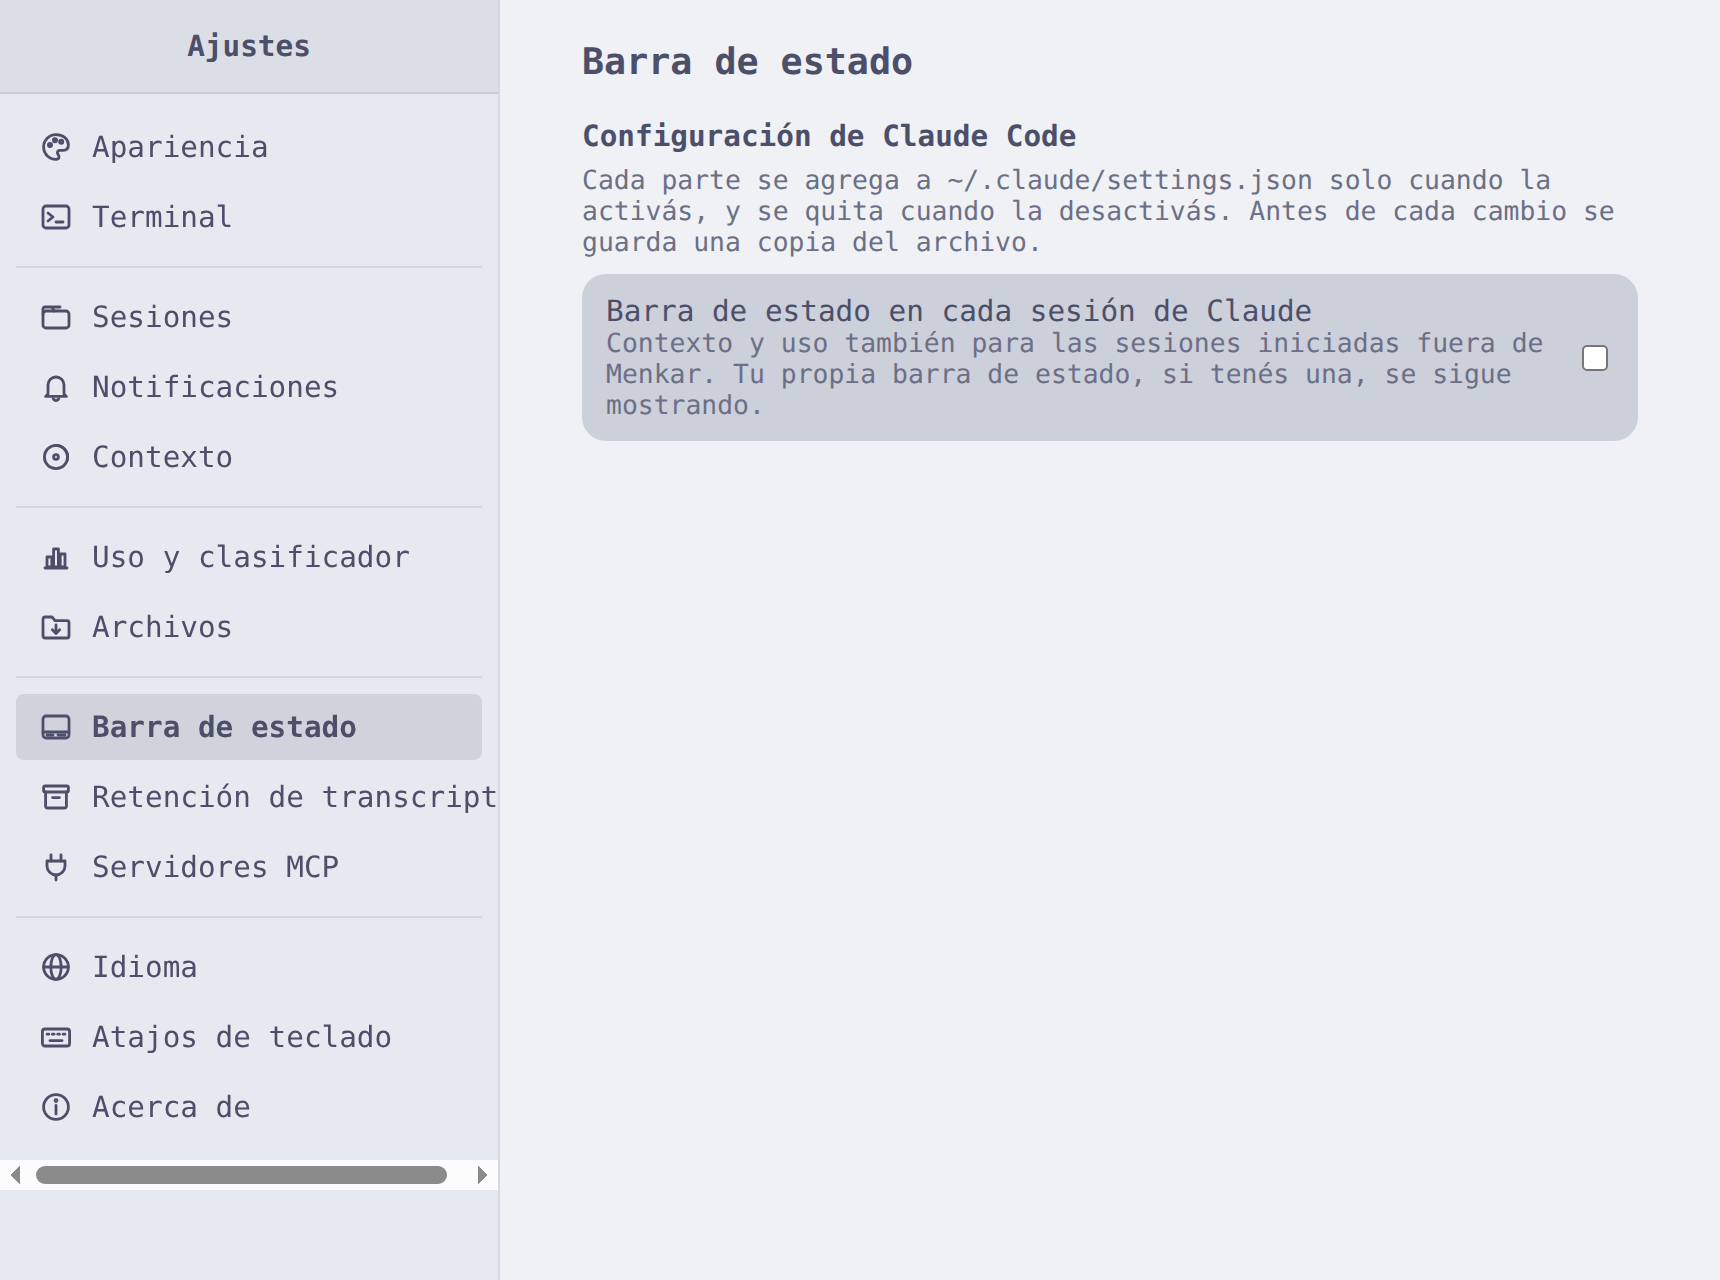 Ajustes
Apariencia
Terminal
Sesiones
Notificaciones
Contexto
Uso y clasificador
Archivos
Barra de estado
Retención de transcript
Servidores MCP
Idioma
Atajos de teclado
Acerca de
Barra de estado
Configuración de Claude Code
Cada parte se agrega a ~/.claude/settings.json solo cuando la
activás, y se quita cuando la desactivás. Antes de cada cambio se
guarda una copia del archivo.
Barra de estado en cada sesión de Claude
Contexto y uso también para las sesiones iniciadas fuera de
Menkar. Tu propia barra de estado, si tenés una, se sigue
mostrando.